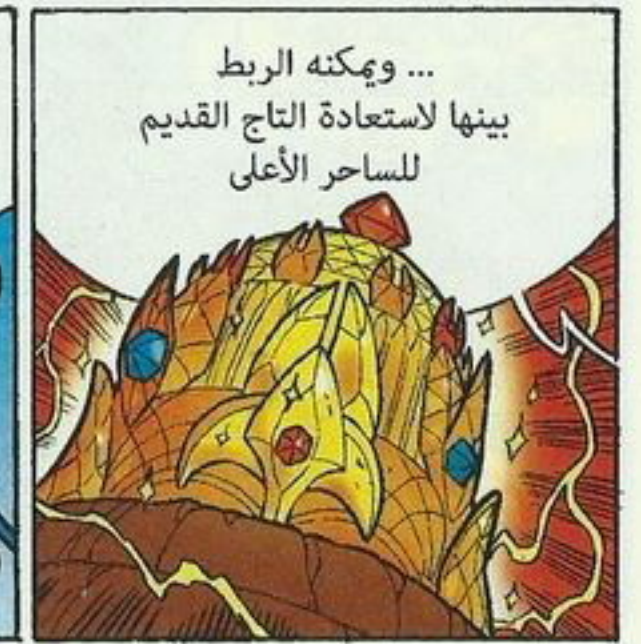 ... ويمكنه الربط
بينها لاستعادة التاج القديم
للساحر الأعلى